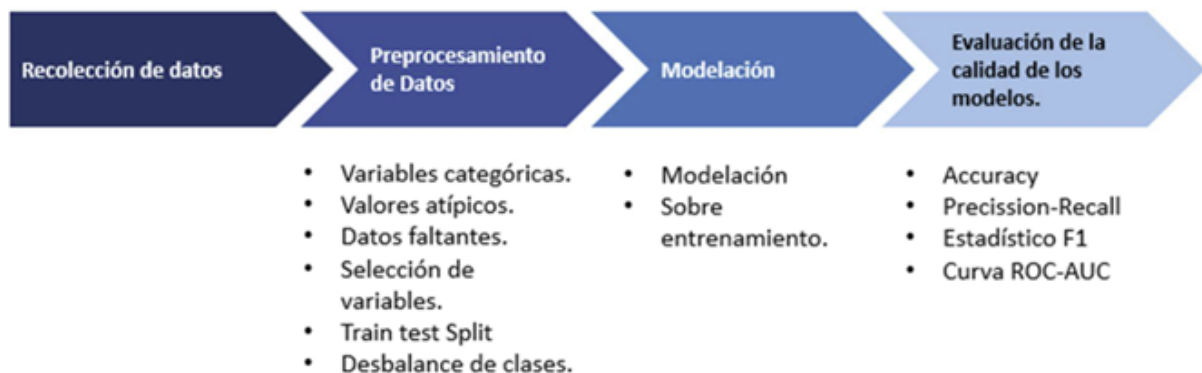 Recolección de datos
Preprocesamiento
de Datos
Modelación
Evaluación de la
calidad de los
modelos.
• Variables categóricas.
• Valores atípicos.
• Datos faltantes.
• Selección de
variables.
• Train test Split
• Desbalance de clases.
• Modelación
• Sobre
entrenamiento.
• Accuracy
• Precission-Recall
• Estadístico F1
• Curva ROC-AUC